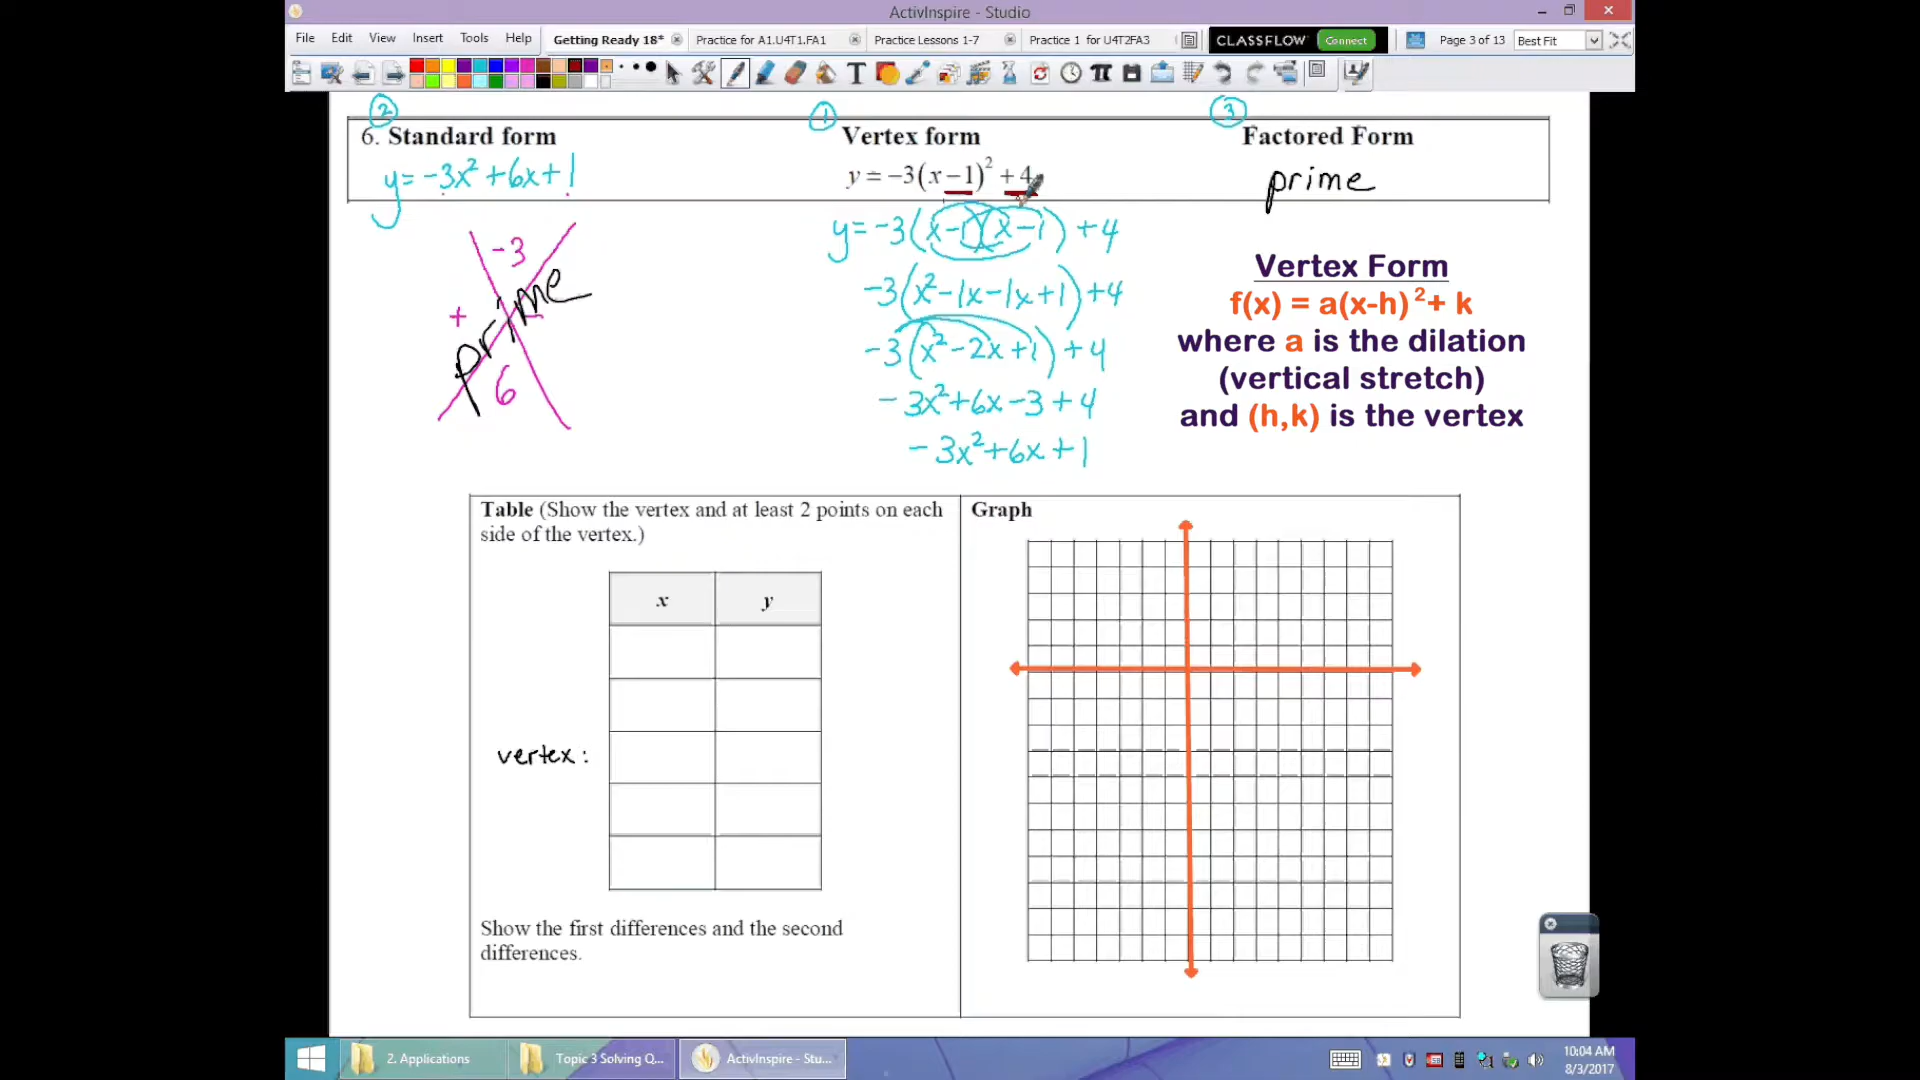 ActivInspire - Studio
File Edit View Insert Tools Help Getting Ready 18* Practice for A1.U4T1.FA1 Practice Lessons 1-7 Practice 1 for U4T2FA3 CLASSFLOW Connect Page 3 of 13 Best Fit
② ① ③
6. Standard form Vertex form Factored Form
y = -3x² + 6x + 1 y = −3(x − 1)² + 4 prime
y = -3(x-1)(x-1) + 4
-3 -3(x² - 1x - 1x + 1) + 4
+ prime -3(x² - 2x + 1) + 4
6 -3x² + 6x - 3 + 4
-3x² + 6x + 1
Vertex Form
f(x) = a(x-h)² + k
where a is the dilation
(vertical stretch)
and (h,k) is the vertex
Table (Show the vertex and at least 2 points on each
side of the vertex.)
x y
vertex:
Show the first differences and the second
differences.
Graph
2. Applications Topic 3 Solving Q... ActivInspire - Stu... 10:04 AM
8/3/2017